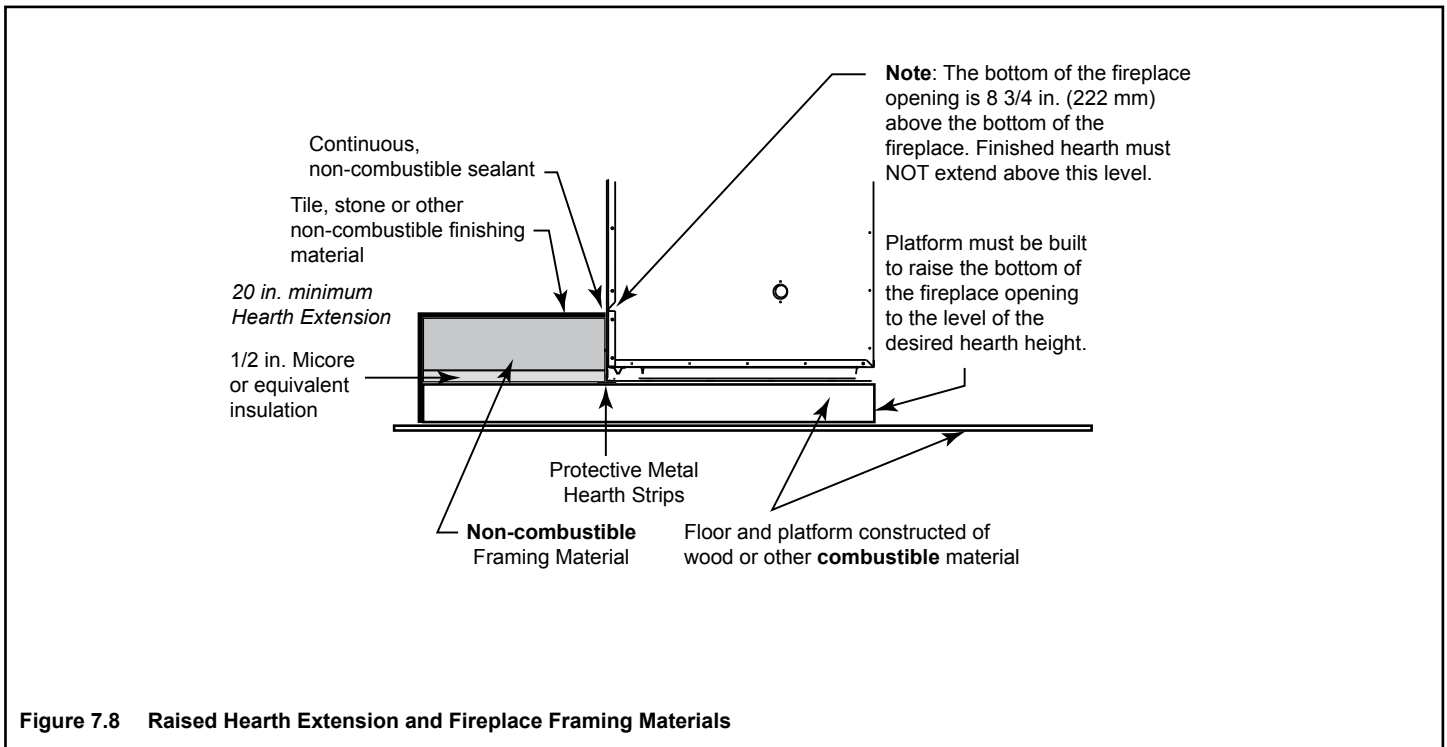 Note: The bottom of the fireplace
opening is 8 3/4 in. (222 mm)
above the bottom of the
fireplace. Finished hearth must
NOT extend above this level.
Continuous,
non-combustible sealant
Tile, stone or other
non-combustible finishing
material
20 in. minimum
Hearth Extension
1/2 in. Micore
or equivalent
insulation
Platform must be built
to raise the bottom of
the fireplace opening
to the level of the
desired hearth height.
Protective Metal
Hearth Strips
Non-combustible
Framing Material
Floor and platform constructed of
wood or other combustible material
Figure 7.8 Raised Hearth Extension and Fireplace Framing Materials